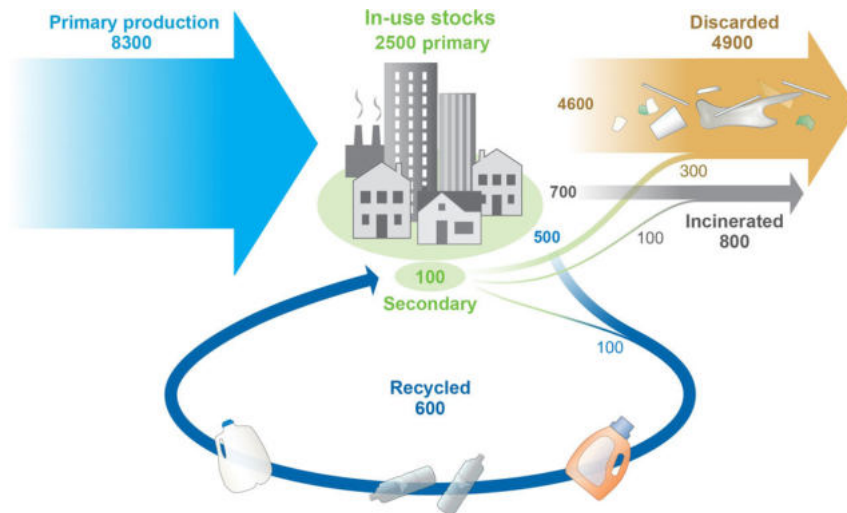 Primary production
8300
In-use stocks
2500 primary
Discarded
4900
4600
300
700
Incinerated
800
500
100
100
Secondary
100
Recycled
600